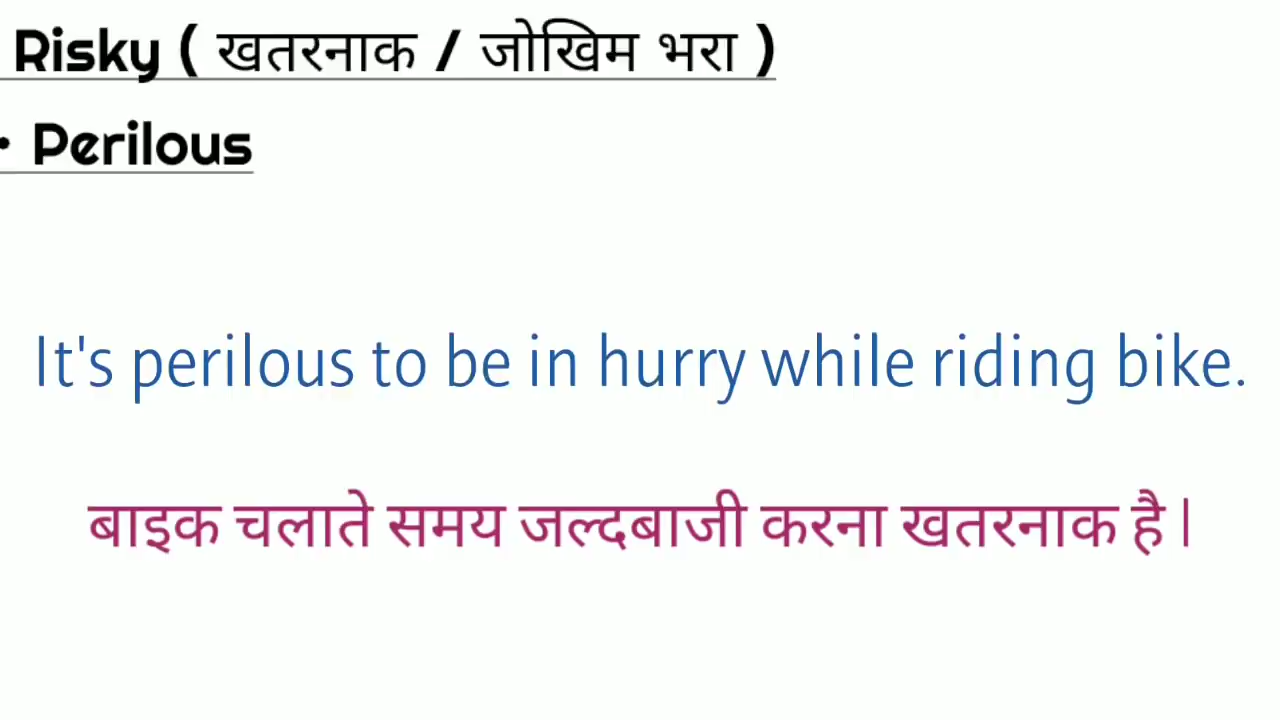 Risky ( खतरनाक / जोखिम भरा )
• Perilous
It's perilous to be in hurry while riding bike.
बाइक चलाते समय जल्दबाजी करना खतरनाक है |